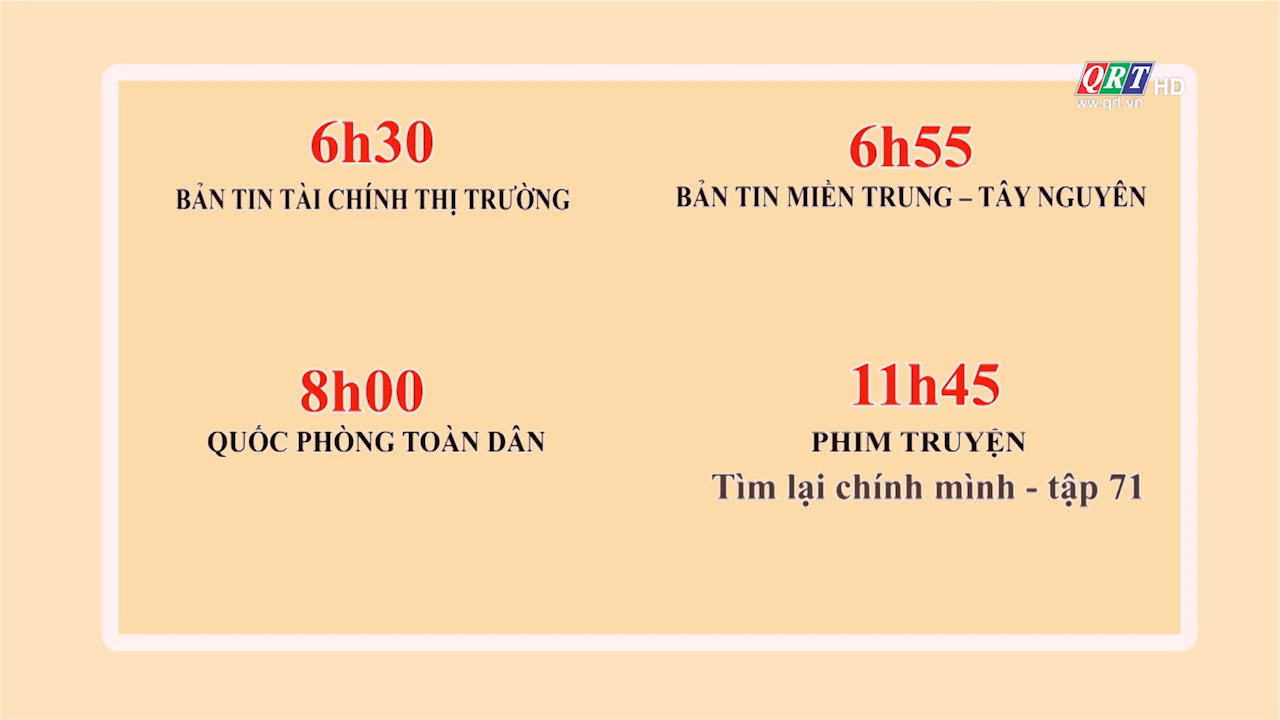 QRT HD
ww.qrt.vn
6h30
BẢN TIN TÀI CHÍNH THỊ TRƯỜNG
6h55
BẢN TIN MIỀN TRUNG – TÂY NGUYÊN
8h00
QUỐC PHÒNG TOÀN DÂN
11h45
PHIM TRUYỆN
Tìm lại chính mình - tập 71